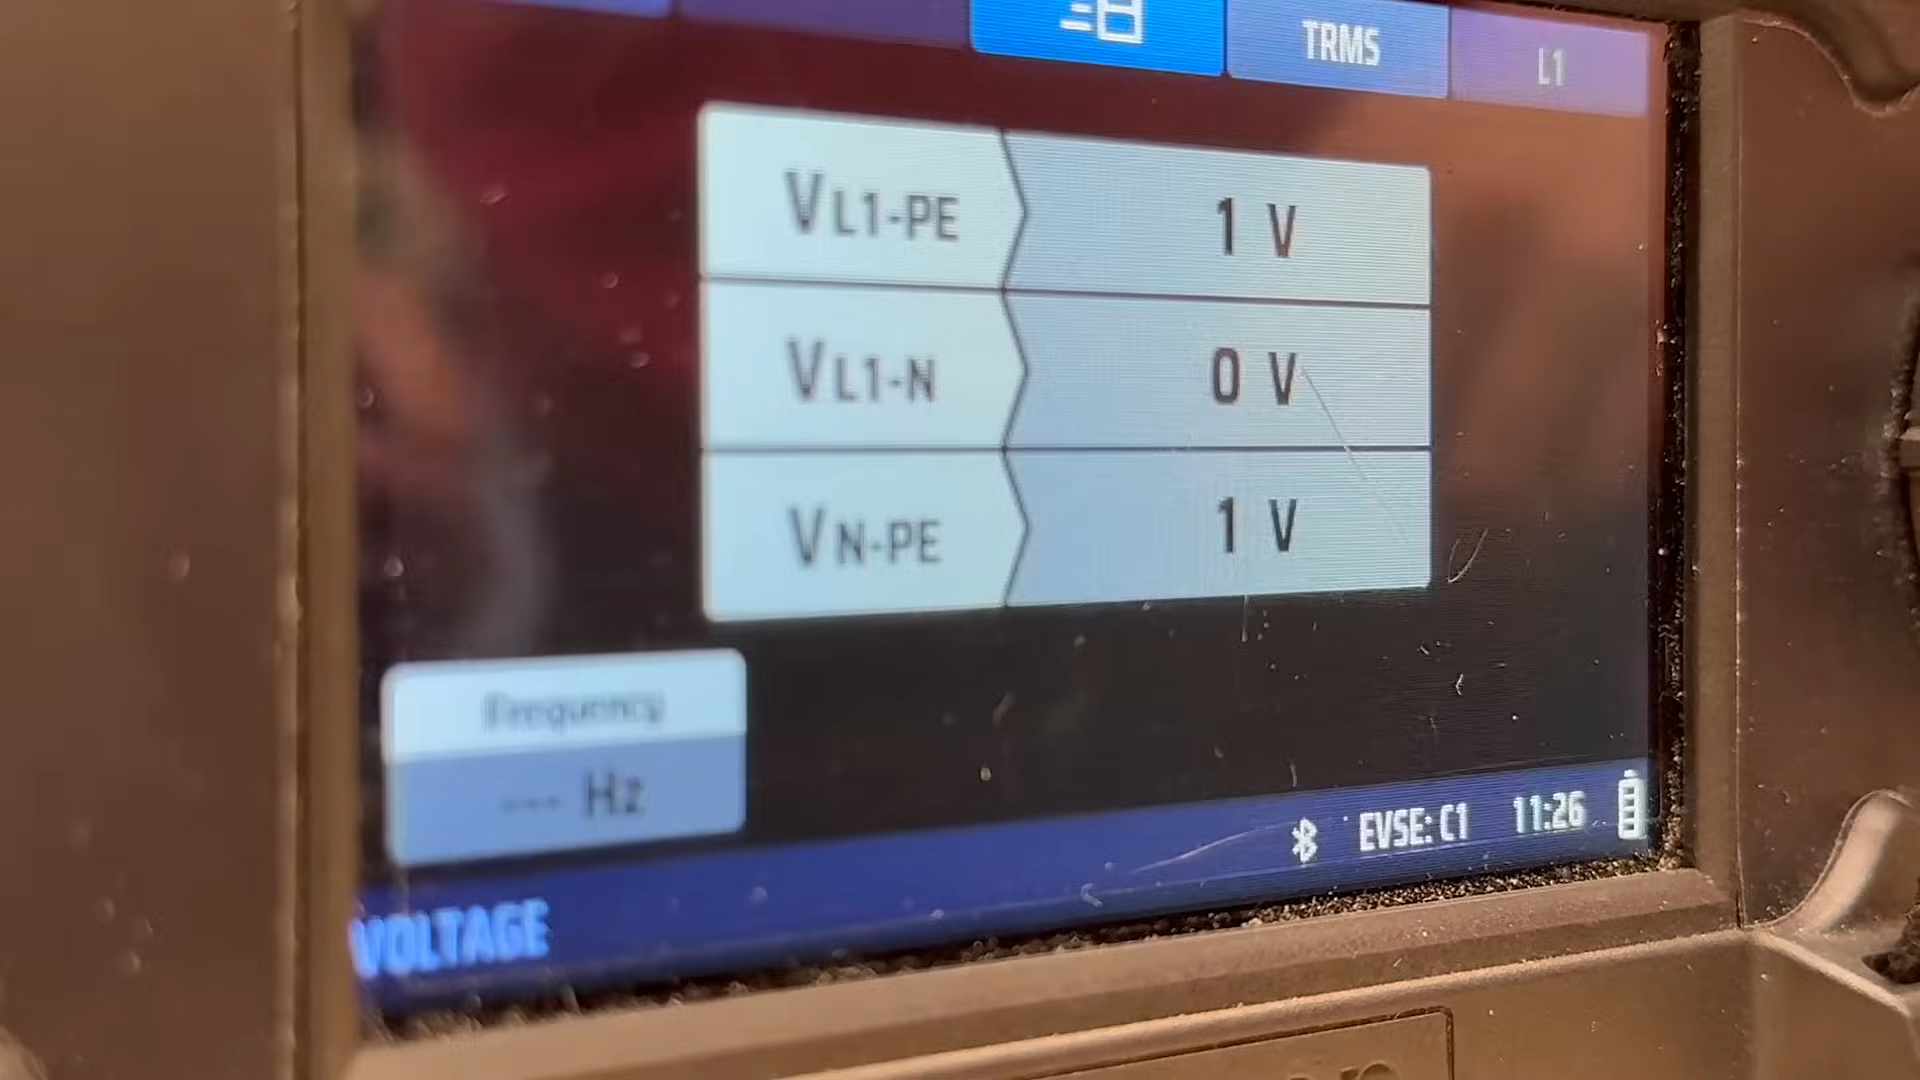 TRMS
L1
VL1-PE 1 V
VL1-N 0 V
VN-PE 1 V
Frequency
--- Hz
EVSE: C1 11:26
VOLTAGE